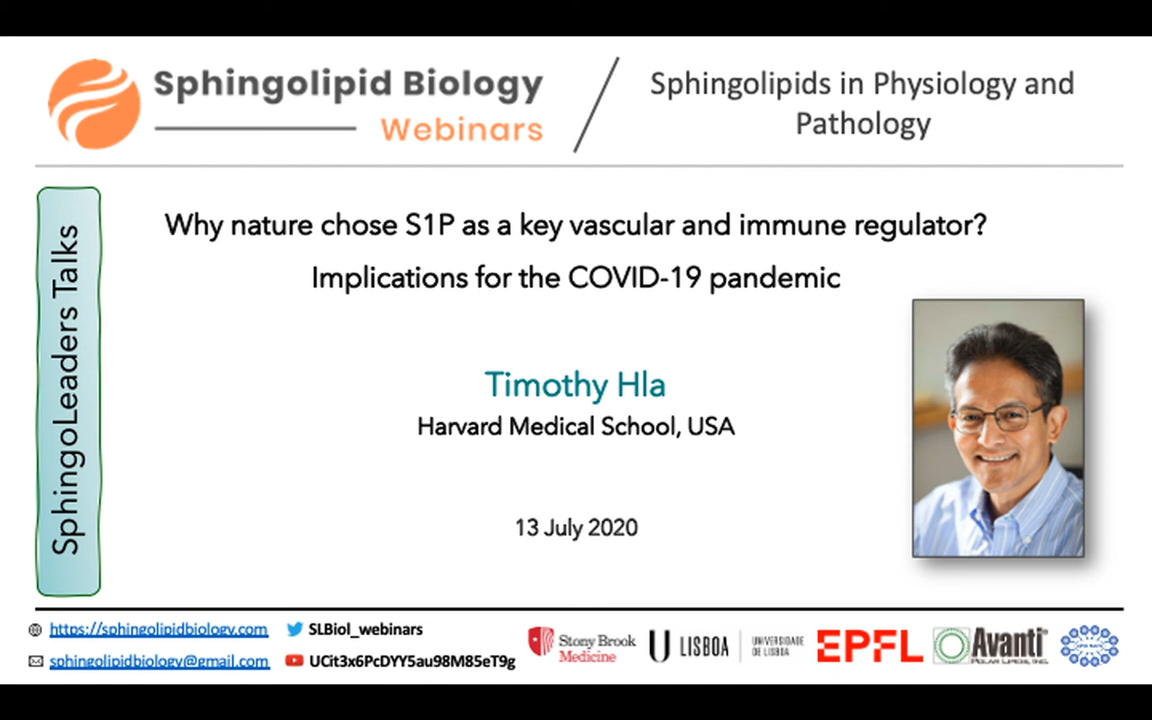 Sphingolipid Biology
Webinars
Sphingolipids in Physiology and
Pathology
SphingoLeaders Talks
Why nature chose S1P as a key vascular and immune regulator?
Implications for the COVID-19 pandemic
Timothy Hla
Harvard Medical School, USA
13 July 2020
https://sphingolipidbiology.com
SLBiol_webinars
sphingolipidbiology@gmail.com
UCit3x6PcDYY5au98M85eT9g
Stony Brook
Medicine
LISBOA
UNIVERSIDADE
DE LISBOA
EPFL
Avanti
POLAR LIPIDS, INC.